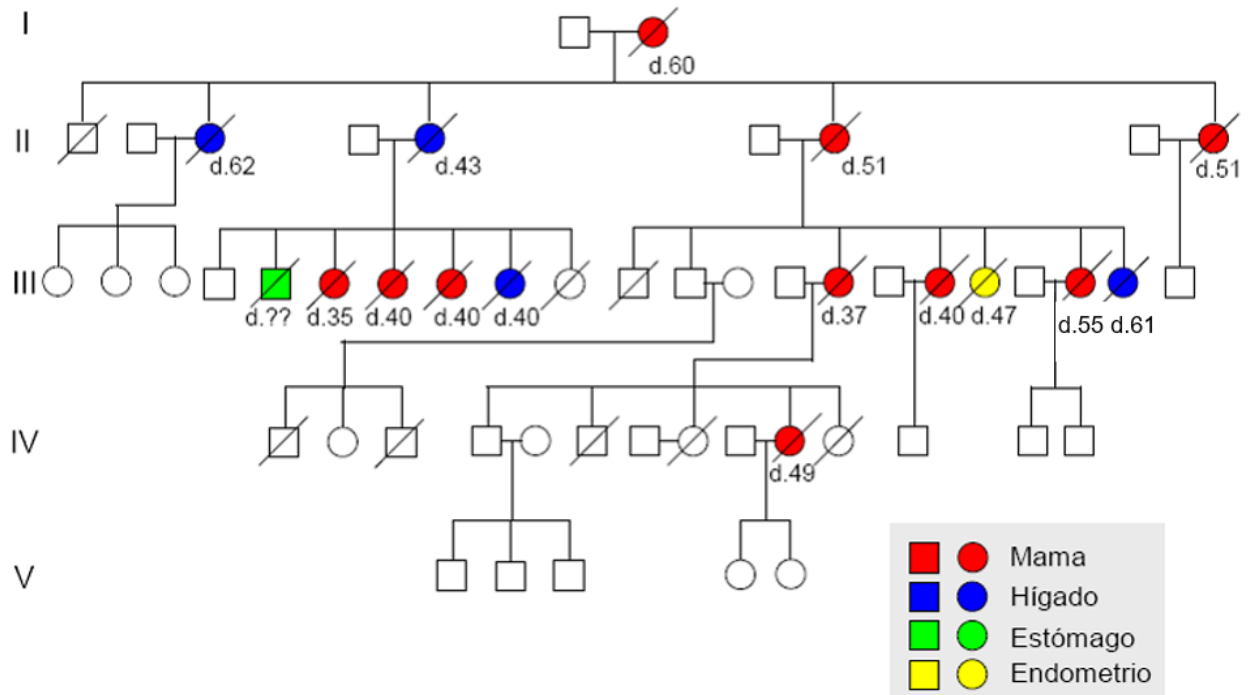 I
d.60
II
d.62
d.43
d.51
d.51
III
d.??
d.35
d.40
d.40
d.40
d.37
d.40
d.47
d.55
d.61
IV
d.49
V
Mama
Hígado
Estómago
Endometrio